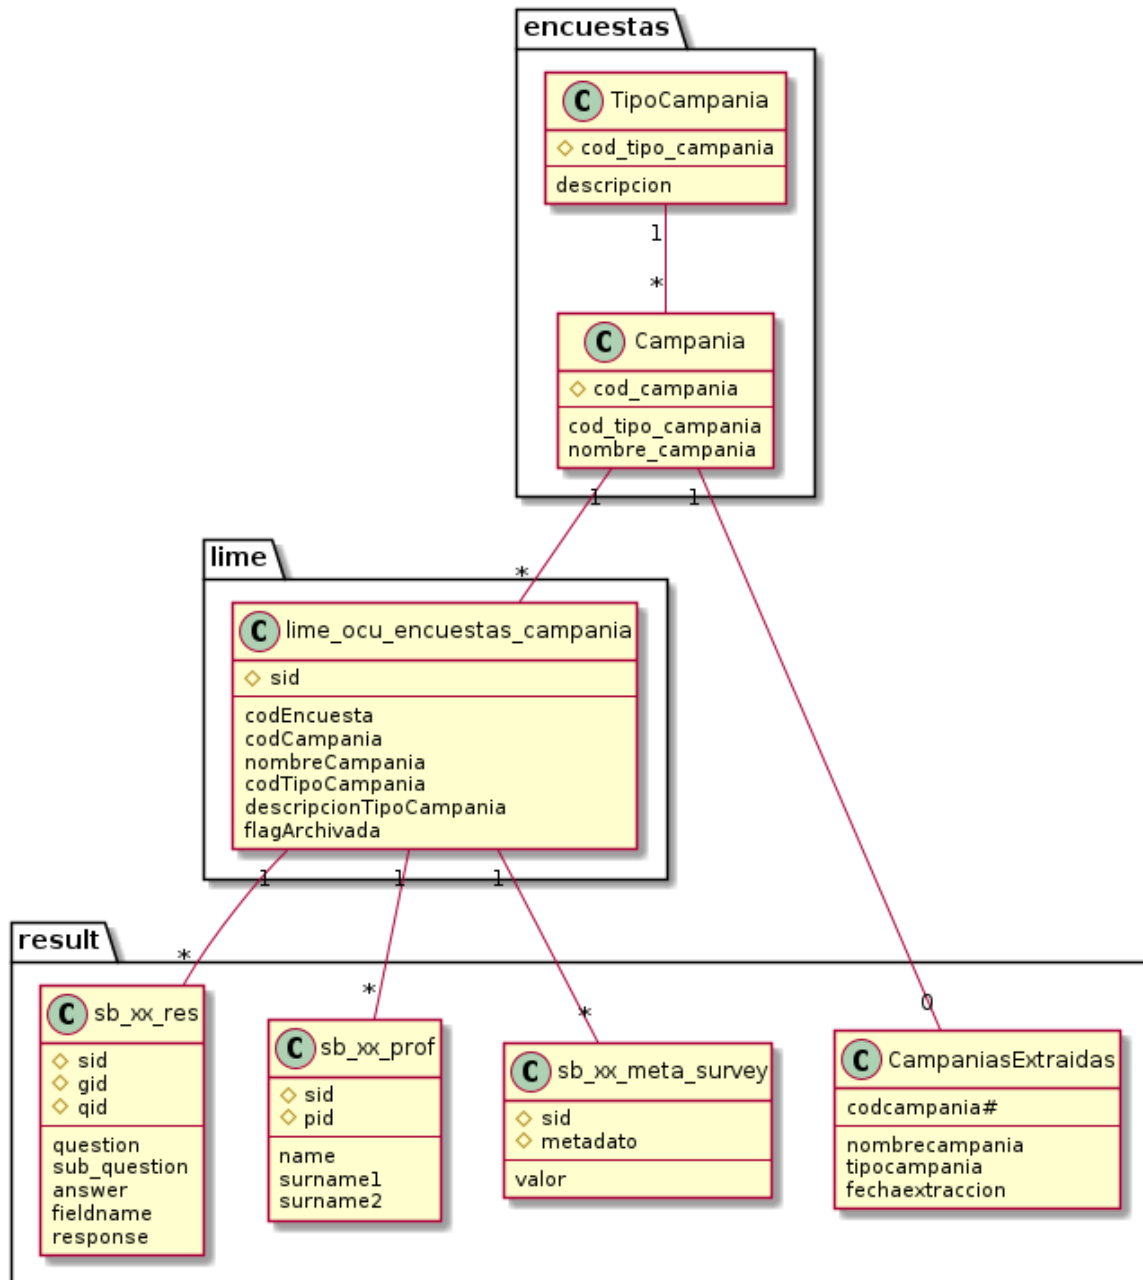 encuestas
C TipoCampania
cod_tipo_campania
descripcion
1
*
C Campania
cod_campania
cod_tipo_campania
nombre_campania
1 1
lime
*
C lime_ocu_encuestas_campania
sid
codEncuesta
codCampania
nombreCampania
codTipoCampania
descripcionTipoCampania
flagArchivada
1 1 1
result
*
*
*
0
C sb_xx_res
sid
gid
qid
question
sub_question
answer
fieldname
response
C sb_xx_prof
sid
pid
name
surname1
surname2
C sb_xx_meta_survey
sid
metadato
valor
C CampaniasExtraidas
codcampania#
nombrecampania
tipocampania
fechaextraccion